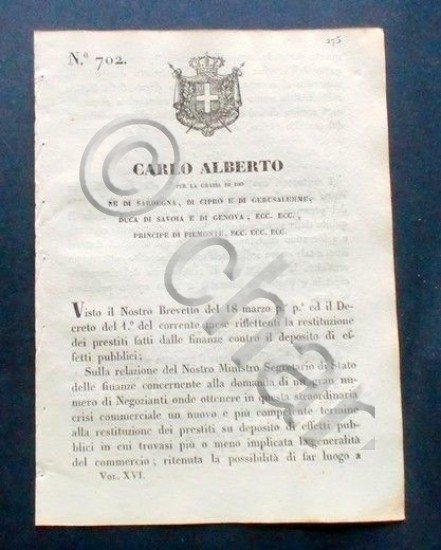 275
N.º 702.
CARLO ALBERTO
PER LA GRAZIA DI DIO
RE DI SARDEGNA, DI CIPRO E DI GERUSALEMME,
DUCA DI SAVOIA E DI GENOVA, ECC. ECC.,
PRINCIPE DI PIEMONTE, ECC. ECC. ECC.
Visto il Nostro Brevetto del 18 marzo p.º p.º ed il De-
creto del 1.º del corrente mese riflettenti la restituzione
dei prestiti fatti dalle finanze contro il deposito di ef-
fetti pubblici;
Sulla relazione del Nostro Ministro Segretario di Stato
delle finanze concernente alla domanda di un gran nu-
mero di Negozianti onde ottenere in questa straordinaria
crisi commerciale un nuovo e più competente termine
alla restituzione dei prestiti su deposito di effetti pub-
blici in cui trovasi più o meno implicata la generalità
del commercio; ritenuta la possibilità di far luogo a
Vol. XVI.